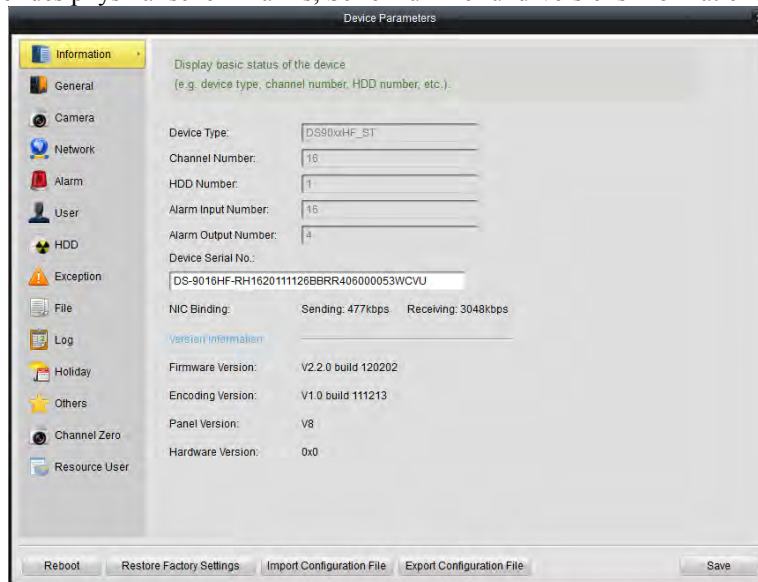 Device Parameters
Information
General
Camera
Network
Alarm
User
HDD
Exception
File
Log
Holiday
Others
Channel Zero
Resource User
Display basic status of the device
(e.g. device type, channel number, HDD number, etc.).
Device Type: DS90xxHF_ST
Channel Number: 16
HDD Number: 1
Alarm Input Number: 16
Alarm Output Number: 4
Device Serial No.:
DS-9016HF-RH1620111126BBRR406000053WCVU
NIC Binding: Sending: 477kbps Receiving: 3048kbps
Version Information
Firmware Version: V2.2.0 build 120202
Encoding Version: V1.0 build 111213
Panel Version: V8
Hardware Version: 0x0
Reboot Restore Factory Settings Import Configuration File Export Configuration File Save